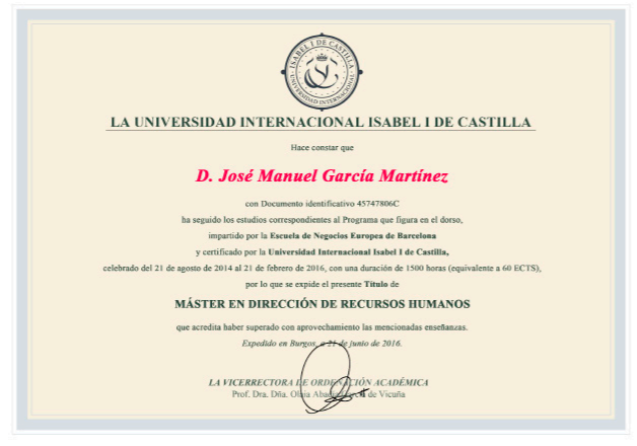 ISABEL I DE CASTILLA
UNIVERSIDAD INTERNACIONAL
LA UNIVERSIDAD INTERNACIONAL ISABEL I DE CASTILLA
Hace constar que
D. José Manuel García Martínez
con Documento identificativo 45747806C
ha seguido los estudios correspondientes al Programa que figura en el dorso,
impartido por la Escuela de Negocios Europea de Barcelona
y certificado por la Universidad Internacional Isabel I de Castilla,
celebrado del 21 de agosto de 2014 al 21 de febrero de 2016, con una duración de 1500 horas (equivalente a 60 ECTS),
por lo que se expide el presente Título de
MÁSTER EN DIRECCIÓN DE RECURSOS HUMANOS
que acredita haber superado con aprovechamiento las mencionadas enseñanzas.
Expedido en Burgos, a 21 de junio de 2016.
LA VICERRECTORA DE ORDENACIÓN ACADÉMICA
Prof. Dra. Dña. de Vicuña